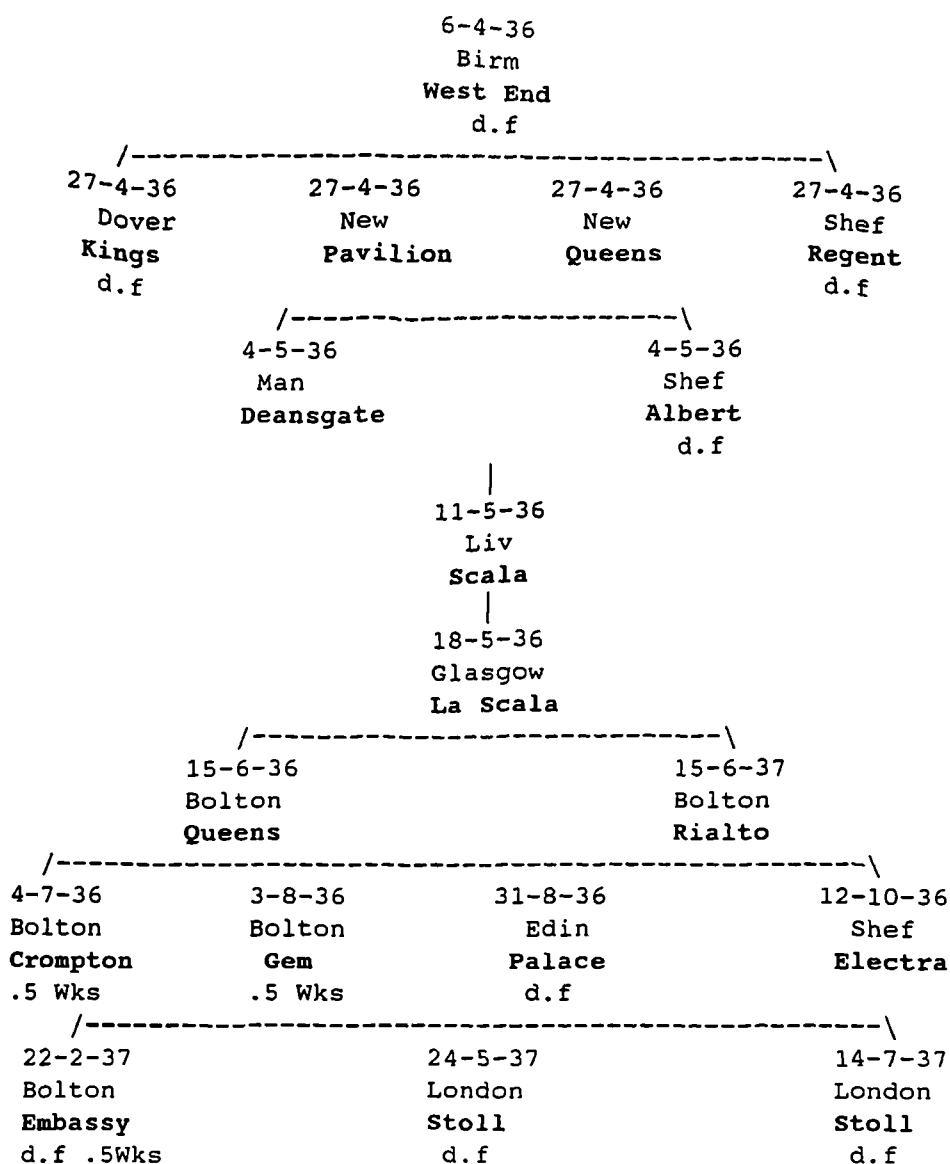 6-4-36
Birm
West End
d.f
/--------------------------------------------\
27-4-36 27-4-36 27-4-36 27-4-36
Dover New New Shef
Kings Pavilion Queens Regent
d.f d.f
/------------------------\
4-5-36 4-5-36
Man Shef
Deansgate Albert
d.f
|
11-5-36
Liv
Scala
|
18-5-36
Glasgow
La Scala
/-----------------------------\
15-6-36 15-6-37
Bolton Bolton
Queens Rialto
/---------------------------------------------------\
4-7-36 3-8-36 31-8-36 12-10-36
Bolton Bolton Edin Shef
Crompton Gem Palace Electra
.5 Wks .5 Wks d.f
/--------------------------------------------------\
22-2-37 24-5-37 14-7-37
Bolton London London
Embassy Stoll Stoll
d.f .5Wks d.f d.f